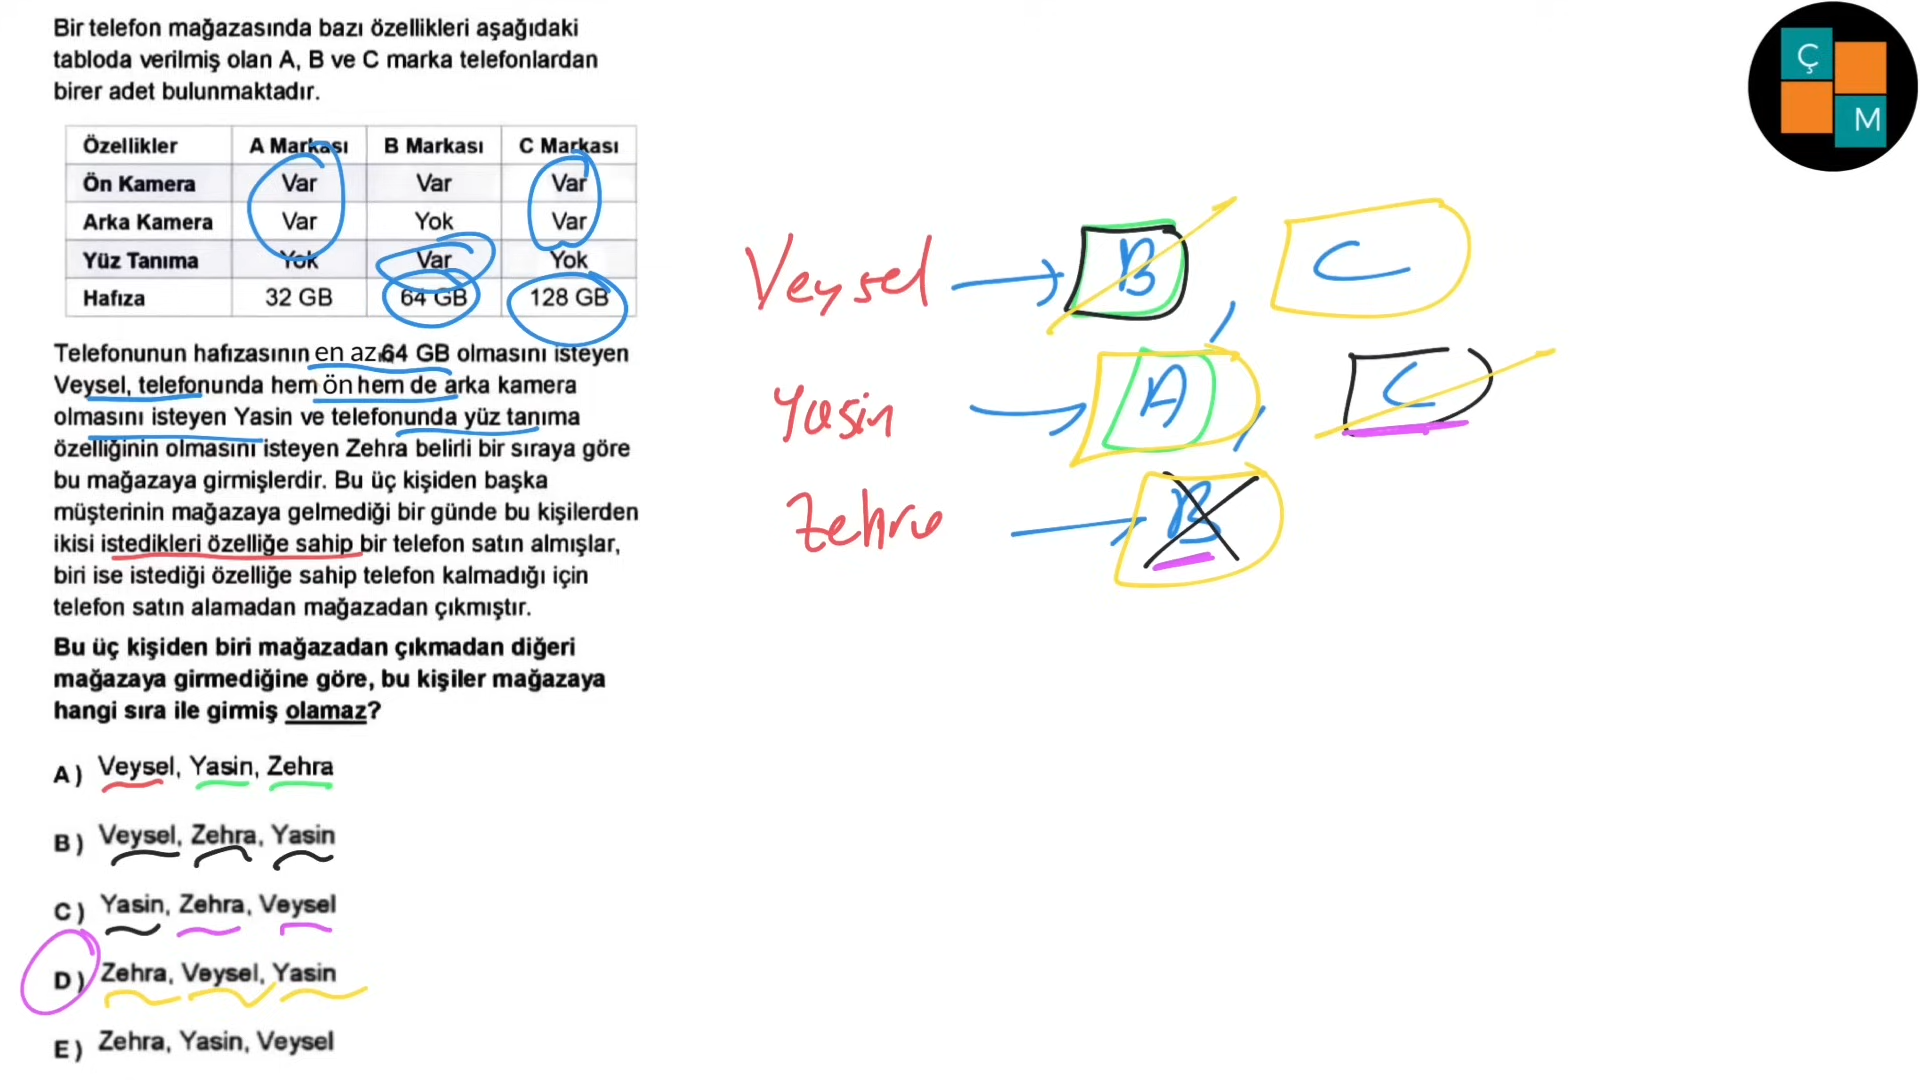 Bir telefon mağazasında bazı özellikleri aşağıdaki
tabloda verilmiş olan A, B ve C marka telefonlardan
birer adet bulunmaktadır.
Özellikler A Markası B Markası C Markası
Ön Kamera Var Var Var
Arka Kamera Var Yok Var
Yüz Tanıma Yok Var Yok
Hafıza 32 GB 64 GB 128 GB
Telefonunun hafızasının en az 64 GB olmasını isteyen
Veysel, telefonunda hem ön hem de arka kamera
olmasını isteyen Yasin ve telefonunda yüz tanıma
özelliğinin olmasını isteyen Zehra belirli bir sıraya göre
bu mağazaya girmişlerdir. Bu üç kişiden başka
müşterinin mağazaya gelmediği bir günde bu kişilerden
ikisi istedikleri özelliğe sahip bir telefon satın almışlar,
biri ise istediği özelliğe sahip telefon kalmadığı için
telefon satın alamadan mağazadan çıkmıştır.
Bu üç kişiden biri mağazadan çıkmadan diğeri
mağazaya girmediğine göre, bu kişiler mağazaya
hangi sıra ile girmiş olamaz?
A) Veysel, Yasin, Zehra
B) Veysel, Zehra, Yasin
C) Yasin, Zehra, Veysel
D) Zehra, Veysel, Yasin
E) Zehra, Yasin, Veysel
Veysel B C
Yasin A C
Zehra B
Ç
M